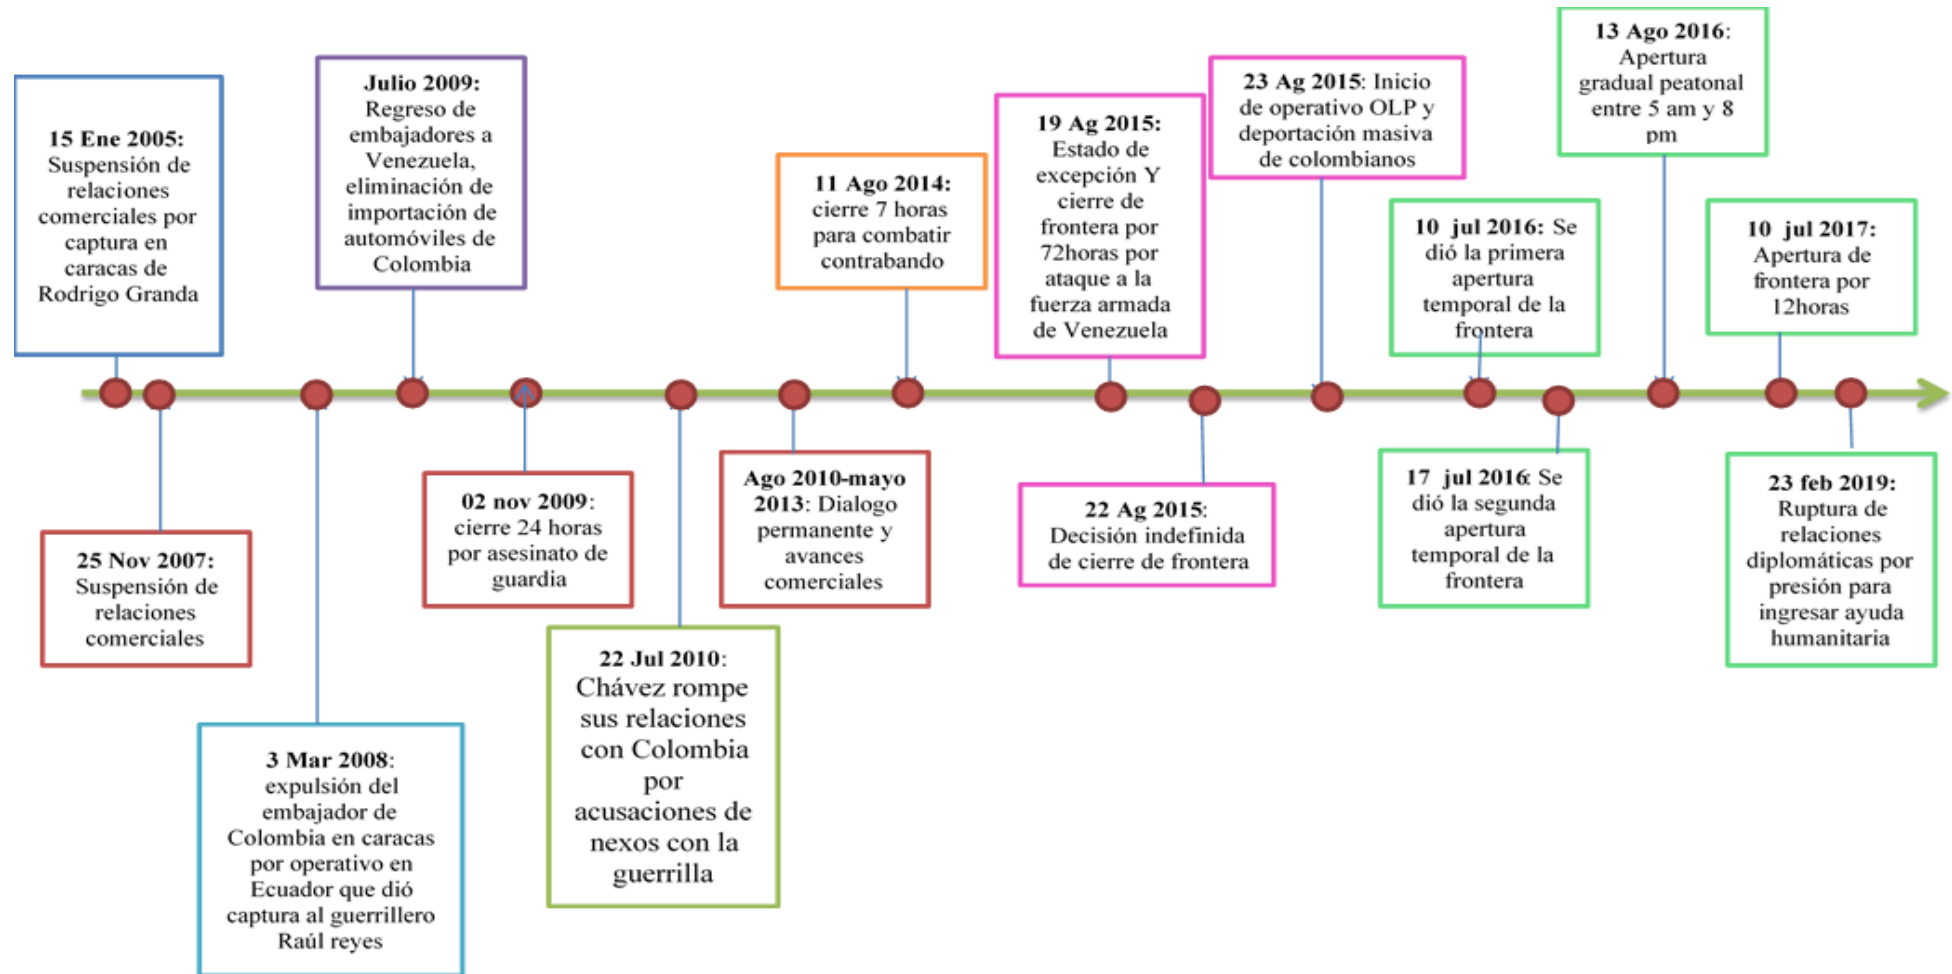 15 Ene 2005:
Suspensión de
relaciones
comerciales por
captura en
caracas de
Rodrigo Granda
25 Nov 2007:
Suspensión de
relaciones
comerciales
3 Mar 2008:
expulsión del
embajador de
Colombia en caracas
por operativo en
Ecuador que dió
captura al guerrillero
Raúl reyes
Julio 2009:
Regreso de
embajadores a
Venezuela,
eliminación de
importación de
automóviles de
Colombia
02 nov 2009:
cierre 24 horas
por asesinato de
guardia
22 Jul 2010:
Chávez rompe
sus relaciones
con Colombia
por
acusaciones de
nexos con la
guerrilla
Ago 2010-mayo
2013: Dialogo
permanente y
avances
comerciales
11 Ago 2014:
cierre 7 horas
para combatir
contrabando
19 Ag 2015:
Estado de
excepción Y
cierre de
frontera por
72horas por
ataque a la
fuerza armada
de Venezuela
22 Ag 2015:
Decisión indefinida
de cierre de frontera
23 Ag 2015: Inicio
de operativo OLP y
deportación masiva
de colombianos
10 jul 2016: Se
dió la primera
apertura
temporal de la
frontera
17 jul 2016: Se
dió la segunda
apertura
temporal de la
frontera
13 Ago 2016:
Apertura
gradual peatonal
entre 5 am y 8
pm
10 jul 2017:
Apertura de
frontera por
12horas
23 feb 2019:
Ruptura de
relaciones
diplomáticas por
presión para
ingresar ayuda
humanitaria